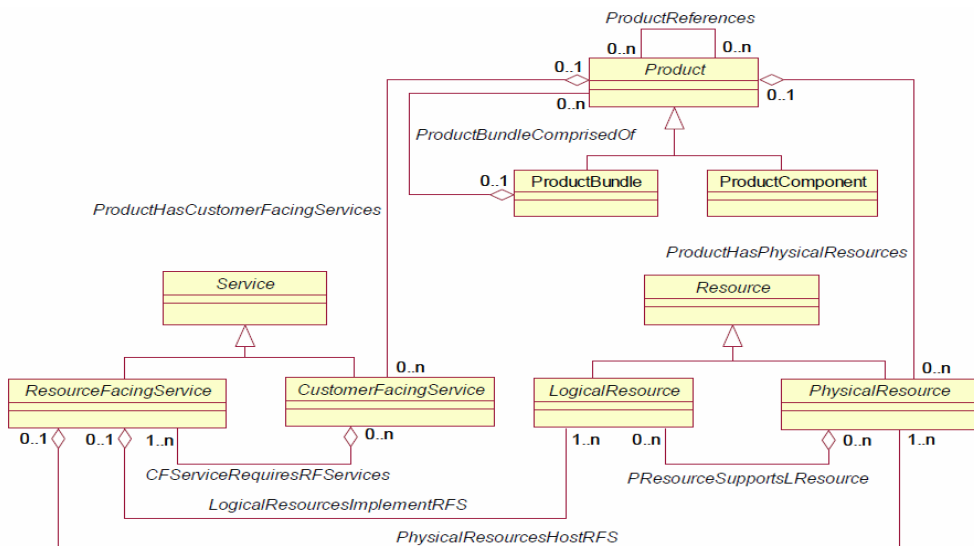 ProductReferences
0..n 0..n
0..1 Product
0..n 0..1
ProductBundleComprisedOf
0..1 ProductBundle ProductComponent
ProductHasCustomerFacingServices
ProductHasPhysicalResources
Service Resource
0..n 0..n
ResourceFacingService CustomerFacingService LogicalResource PhysicalResource
0..1 0..1 1..n 0..n 1..n 0..n 0..n 1..n
CFServiceRequiresRFServices PResourceSupportsLResource
LogicalResourcesImplementRFS
PhysicalResourcesHostRFS